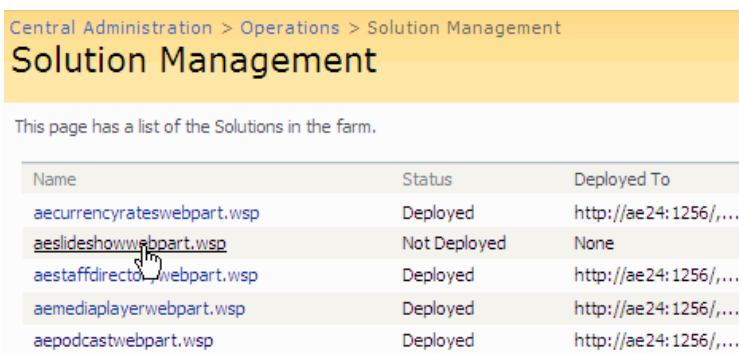 Central Administration > Operations > Solution Management
Solution Management
This page has a list of the Solutions in the farm.
Name Status Deployed To
aecurrencyrateswebpart.wsp Deployed http://ae24:1256/,...
aeslideshowwebpart.wsp Not Deployed None
aestaffdirectorywebpart.wsp Deployed http://ae24:1256/,...
aemediaplayerwebpart.wsp Deployed http://ae24:1256/,...
aepodcastwebpart.wsp Deployed http://ae24:1256/,...